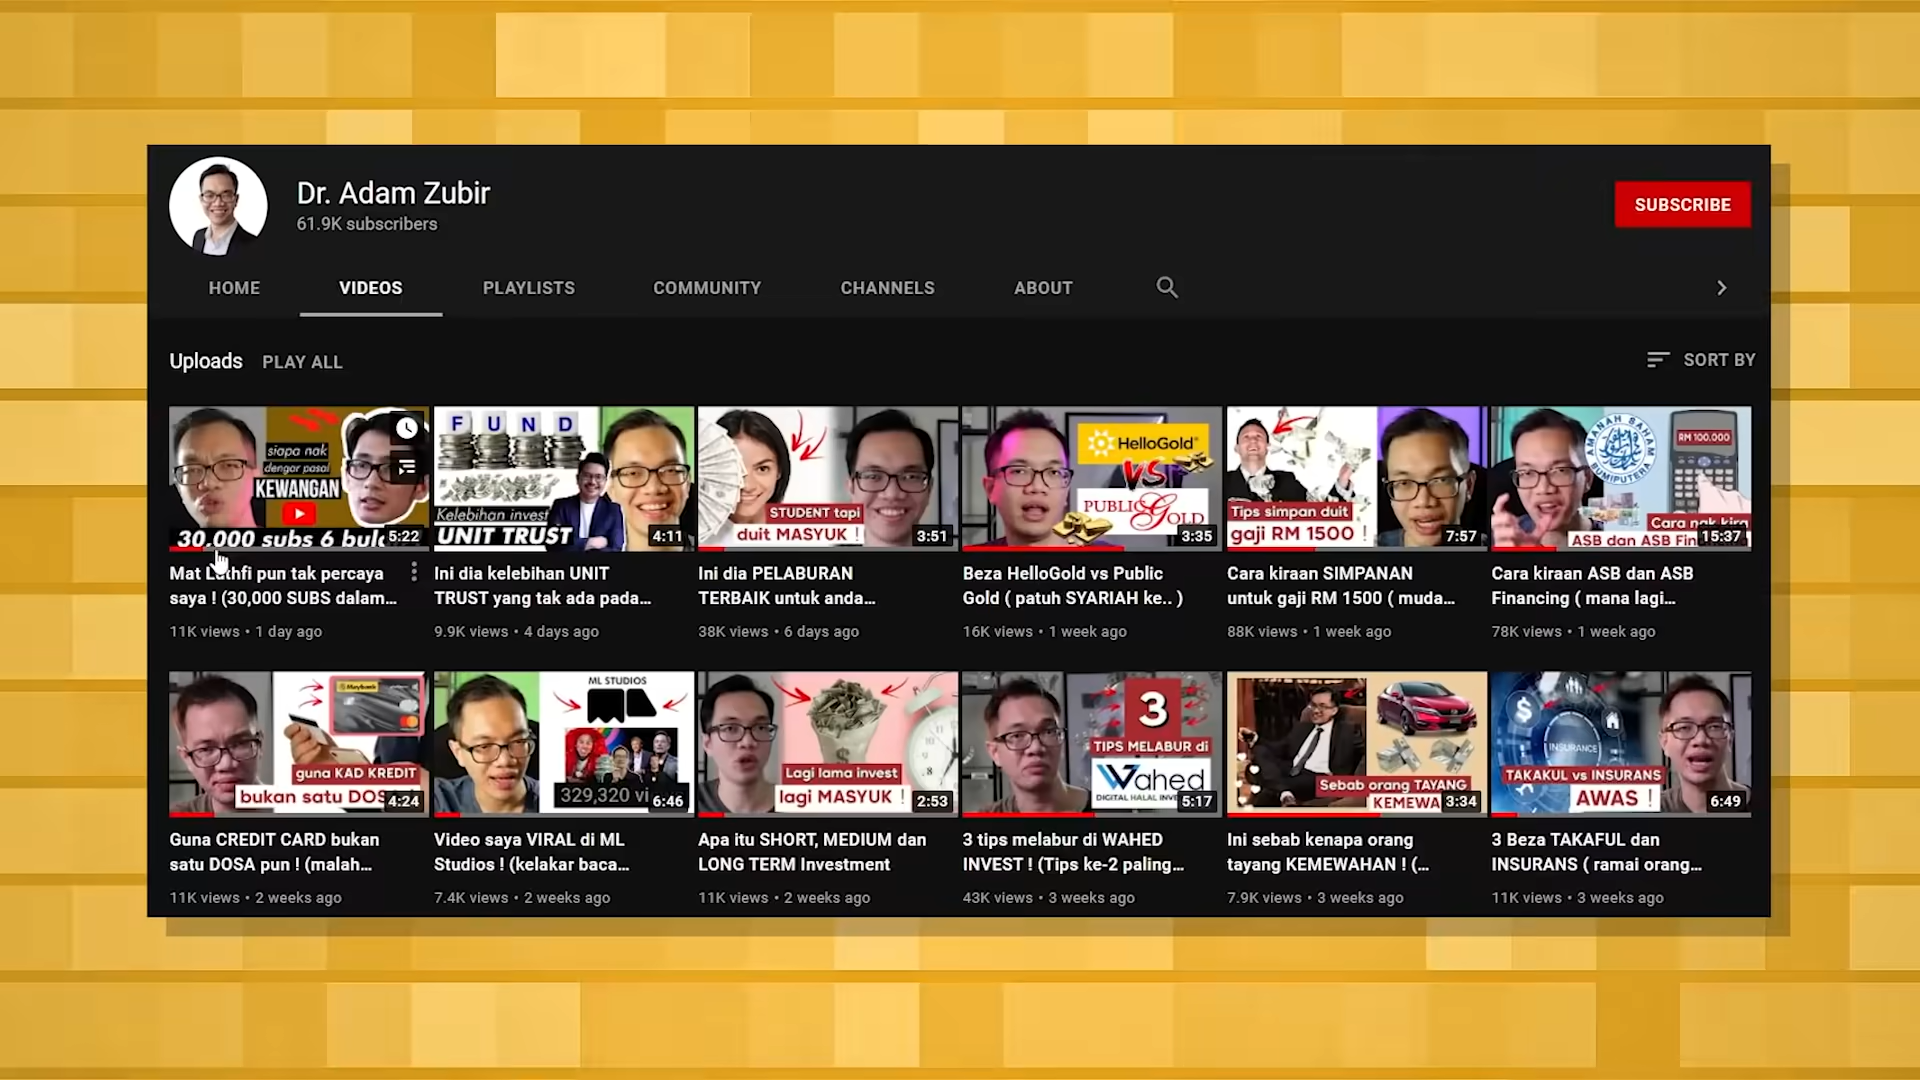 Dr. Adam Zubir
61.9K subscribers
SUBSCRIBE
HOME
VIDEOS
PLAYLISTS
COMMUNITY
CHANNELS
ABOUT
Uploads
PLAY ALL
SORT BY
siapa nak
dengar pasal
KEWANGAN
30,000 subs 6
5:22
Mat Luthfi pun tak percaya
saya ! (30,000 SUBS dalam...
11K views • 1 day ago
FUND
Kelebihan invest
UNIT TRUST
4:11
Ini dia kelebihan UNIT
TRUST yang tak ada pada...
9.9K views • 4 days ago
STUDENT tapi
duit MASYUK !
3:51
Ini dia PELABURAN
TERBAIK untuk anda...
38K views • 6 days ago
HelloGold
VS
PUBLIC GOLD
3:35
Beza HelloGold vs Public
Gold ( patuh SYARIAH ke.. )
16K views • 1 week ago
Tips simpan duit
gaji RM 1500 !
7:57
Cara kiraan SIMPANAN
untuk gaji RM 1500 ( muda...
88K views • 1 week ago
AMANAH SAHAM
BUMIPUTERA
RM 100.000
Cara nak kira
ASB dan ASB
15:37
Cara kiraan ASB dan ASB
Financing ( mana lagi...
78K views • 1 week ago
Maybank
guna KAD KREDIT
bukan satu
4:24
Guna CREDIT CARD bukan
satu DOSA pun ! (malah...
11K views • 2 weeks ago
ML STUDIOS
329,320 vi
6:46
Video saya VIRAL di ML
Studios ! (kelakar baca...
7.4K views • 2 weeks ago
Lagi lama invest
lagi MASYUK !
2:53
Apa itu SHORT, MEDIUM dan
LONG TERM Investment
11K views • 2 weeks ago
3
TIPS MELABUR di
Wahed
DIGITAL HALAL
5:17
3 tips melabur di WAHED
INVEST ! (Tips ke-2 paling...
43K views • 3 weeks ago
Sebab orang TAYANG
KEMEWA
3:34
Ini sebab kenapa orang
tayang KEMEWAHAN ! (...
7.9K views • 3 weeks ago
INSURANCE
TAKAKUL vs INSURANS
AWAS !
6:49
3 Beza TAKAFUL dan
INSURANS ( ramai orang...
11K views • 3 weeks ago